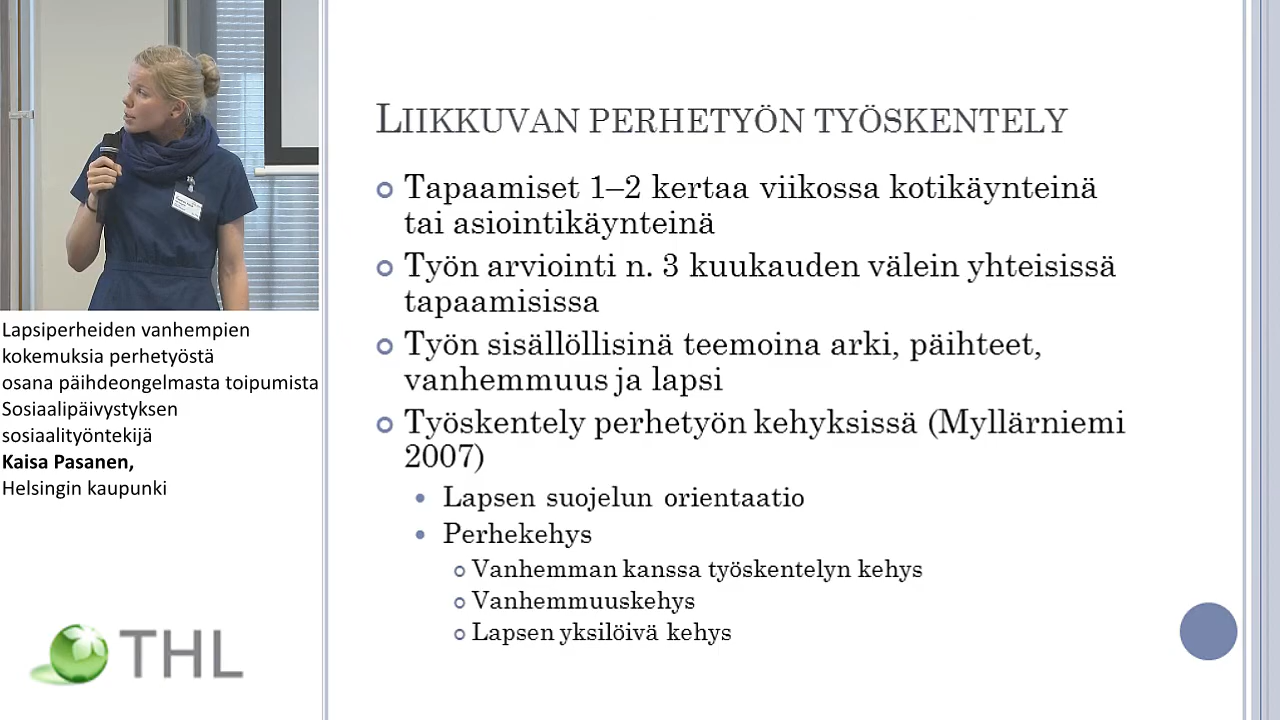 Lapsiperheiden vanhempien
kokemuksia perhetyöstä
osana päihdeongelmasta toipumista
Sosiaalipäivystyksen
sosiaalityöntekijä
Kaisa Pasanen,
Helsingin kaupunki
THL
LIIKKUVAN PERHETYÖN TYÖSKENTELY
Tapaamiset 1–2 kertaa viikossa kotikäynteinä
tai asiointikäynteinä
Työn arviointi n. 3 kuukauden välein yhteisissä
tapaamisissa
Työn sisällöllisinä teemoina arki, päihteet,
vanhemmuus ja lapsi
Työskentely perhetyön kehyksissä (Myllärniemi
2007)
Lapsen suojelun orientaatio
Perhekehys
Vanhemman kanssa työskentelyn kehys
Vanhemmuuskehys
Lapsen yksilöivä kehys